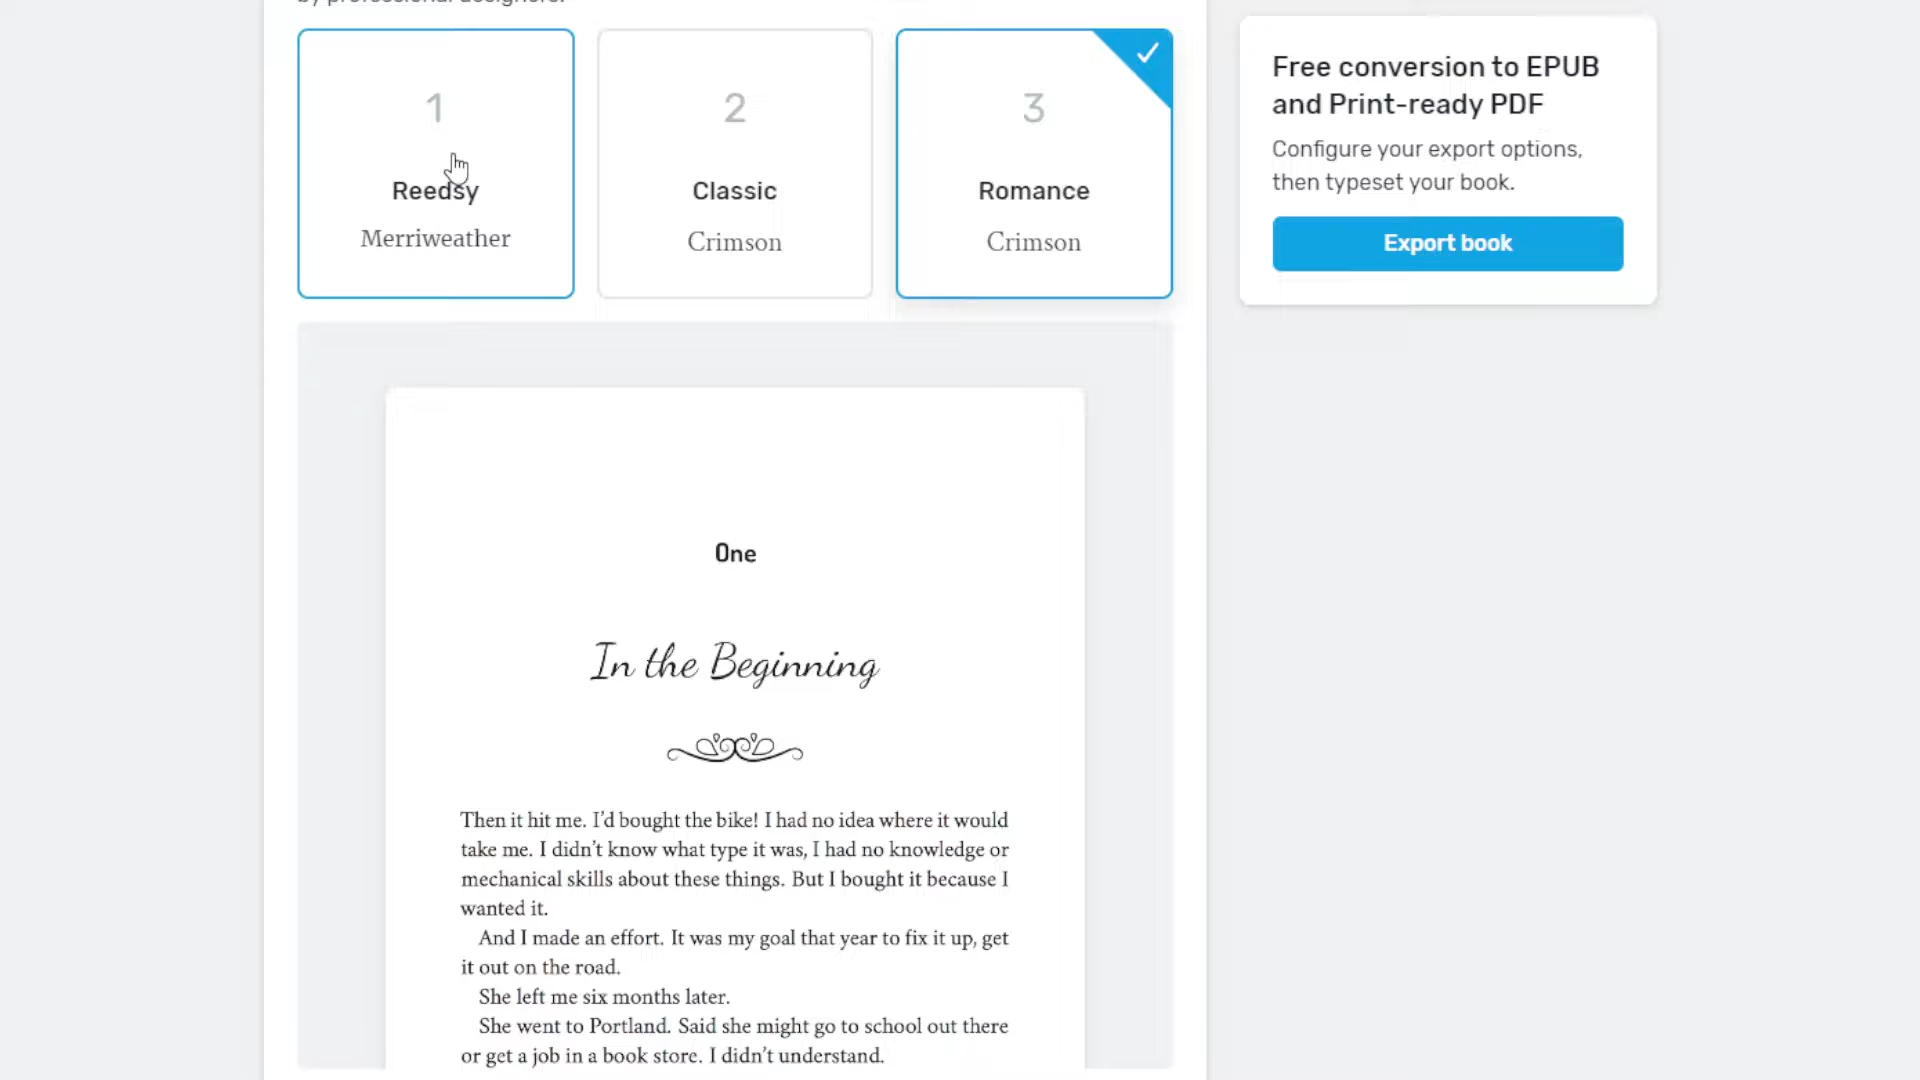 by professional designers.
1
Reedsy
Merriweather
2
Classic
Crimson
3
Romance
Crimson
Free conversion to EPUB
and Print-ready PDF
Configure your export options,
then typeset your book.
Export book
One
In the Beginning
Then it hit me. I’d bought the bike! I had no idea where it would
take me. I didn’t know what type it was, I had no knowledge or
mechanical skills about these things. But I bought it because I
wanted it.
And I made an effort. It was my goal that year to fix it up, get
it out on the road.
She left me six months later.
She went to Portland. Said she might go to school out there
or get a job in a book store. I didn’t understand.